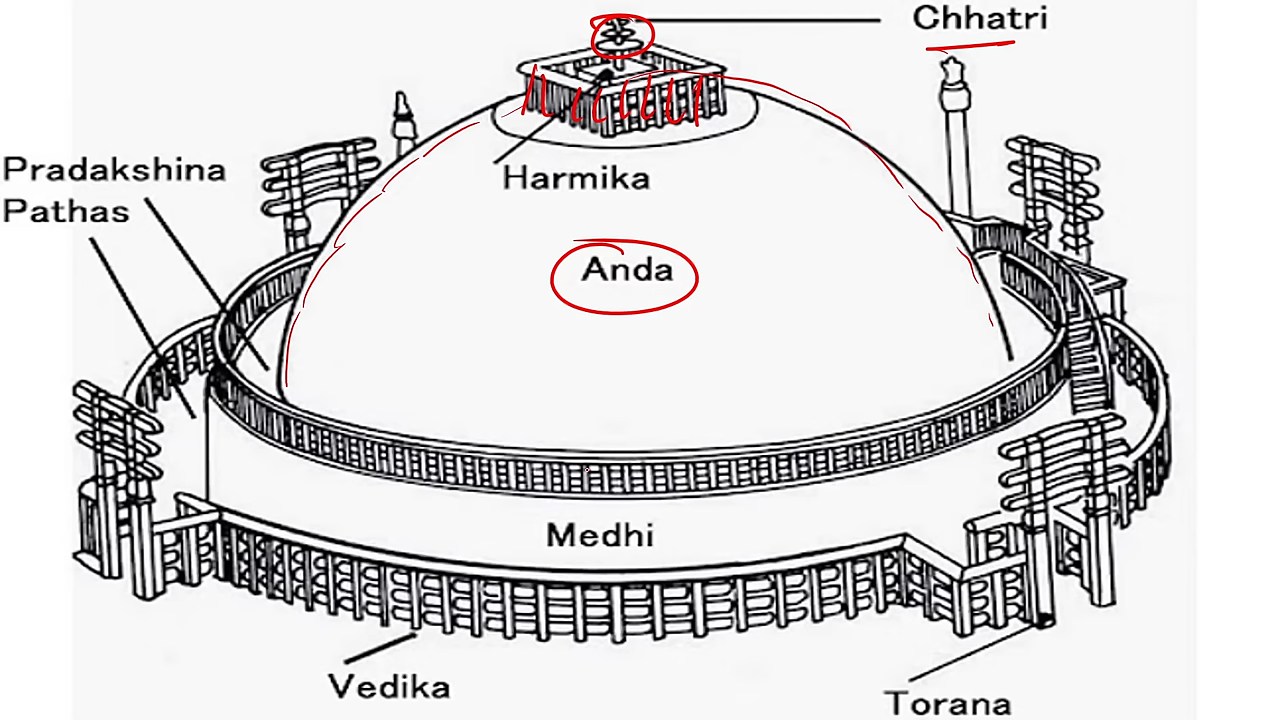 Chhatri
Pradakshina
Pathas
Harmika
Anda
Medhi
Vedika
Torana